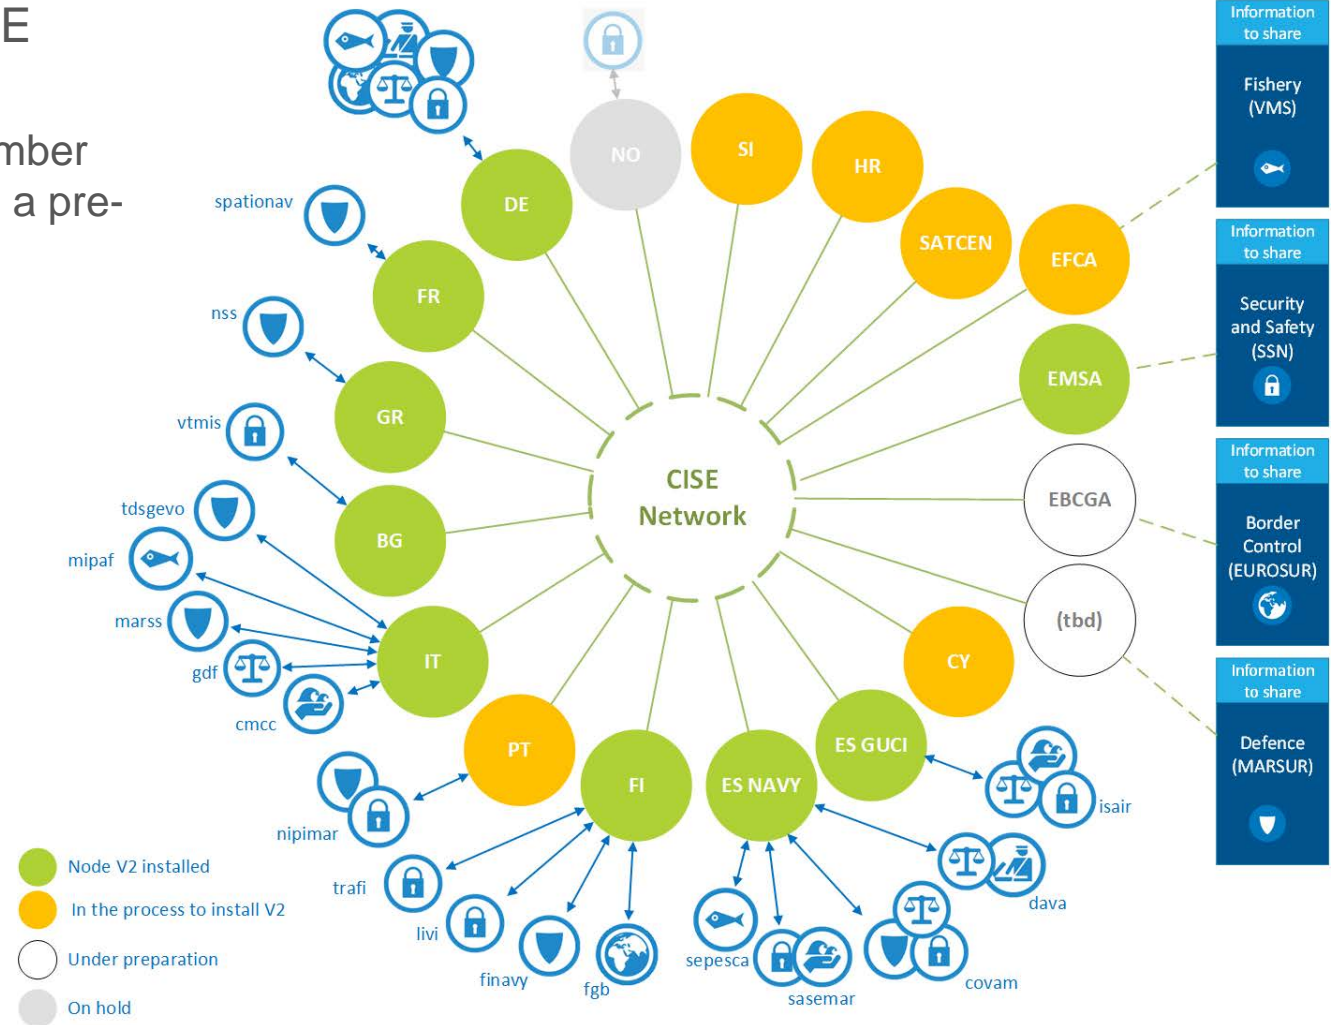 E
mber
a pre-
spationav
nss
vtmis
tdsgevo
mipaf
marss
gdf
cmcc
nipimar
trafi
livi
finavy
fgb
sepesca
sasemar
covam
dava
isair
NO
SI
HR
SATCEN
EFCA
EMSA
EBCGA
(tbd)
CY
ES GUCI
ES NAVY
FI
PT
IT
BG
GR
FR
DE
CISE
Network
Information
to share
Fishery
(VMS)
Information
to share
Security
and Safety
(SSN)
Information
to share
Border
Control
(EUROSUR)
Information
to share
Defence
(MARSUR)
Node V2 installed
In the process to install V2
Under preparation
On hold